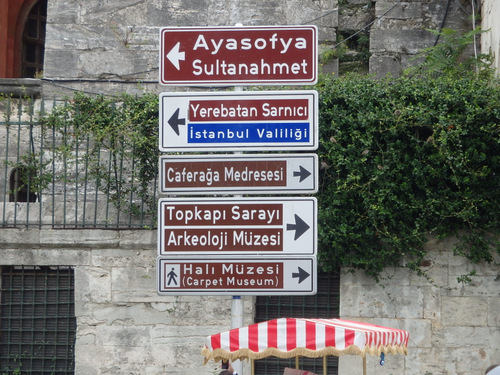 Ayasofya
Sultanahmet
Yerebatan Sarnıcı
İstanbul Valiliği
Caferağa Medresesi
Topkapı Sarayı
Arkeoloji Müzesi
Halı Müzesi
(Carpet Museum)